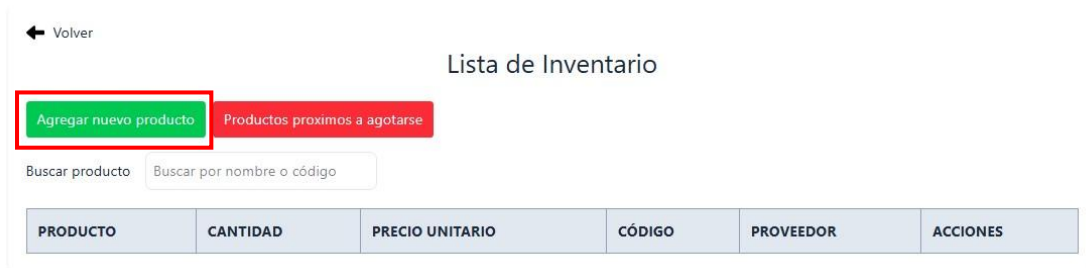 Volver
Lista de Inventario
Agregar nuevo producto Productos proximos a agotarse
Buscar producto Buscar por nombre o código
PRODUCTO CANTIDAD PRECIO UNITARIO CÓDIGO PROVEEDOR ACCIONES